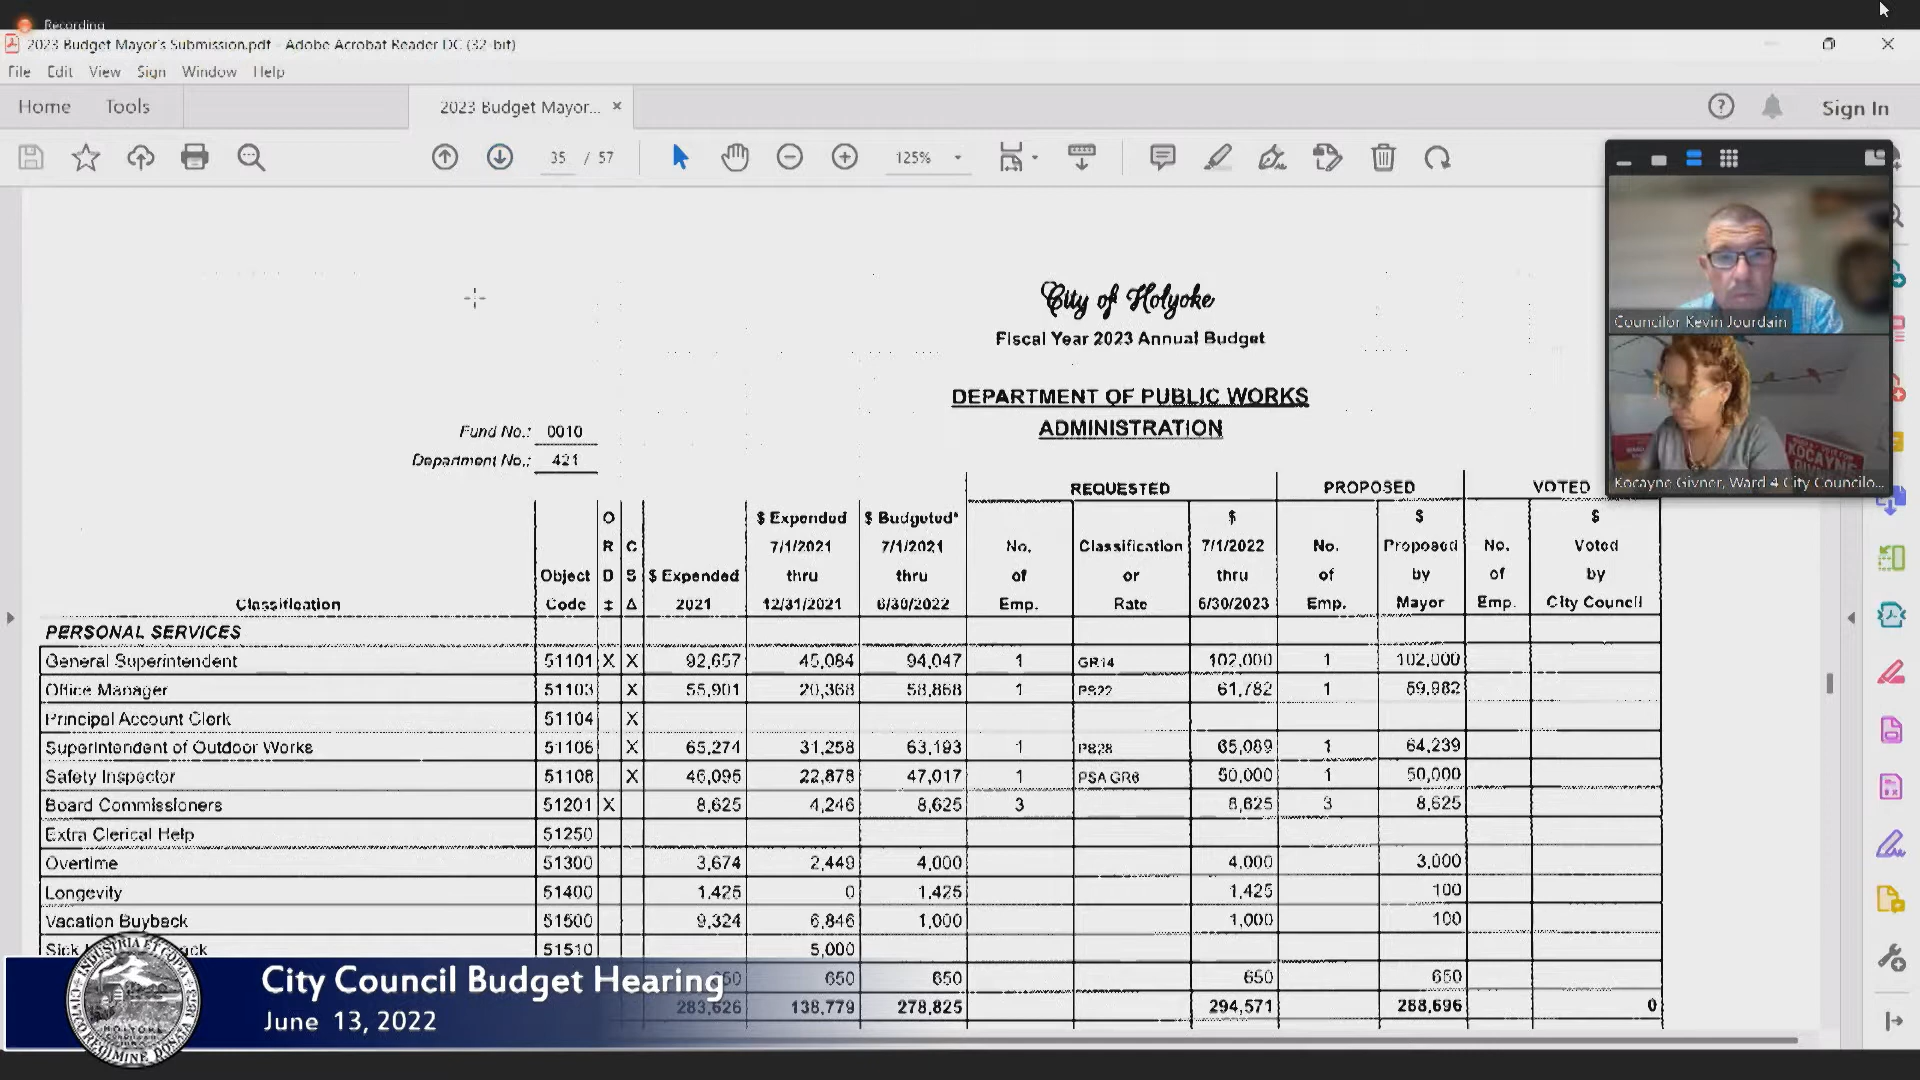 Recording
2023 Budget Mayor's Submission.pdf - Adobe Acrobat Reader DC (32-bit)
File Edit View Sign Window Help
Home Tools 2023 Budget Mayor... × Sign In
35 / 57 125%
City of Holyoke
Fiscal Year 2023 Annual Budget
DEPARTMENT OF PUBLIC WORKS
ADMINISTRATION
Fund No.: 0010
Department No.: 421
Councilor Kevin Jourdain
KOCAYNE
Kocayne Givner, Ward 4 City Councilo...
REQUESTED PROPOSED VOTED
O $ Expended $ Budgeted* $ $ $
R C 7/1/2021 7/1/2021 No. Classification 7/1/2022 No. Proposed No. Voted
Object D S $ Expended thru thru of or thru of by of by
Classification Code ‡ Δ 2021 12/31/2021 6/30/2022 Emp. Rate 6/30/2023 Emp. Mayor Emp. City Council
PERSONAL SERVICES
General Superintendent 51101 X X 92,657 45,084 94,047 1 GR14 102,000 1 102,000
Office Manager 51103 X 55,901 20,368 58,868 1 PS22 61,782 1 59,982
Principal Account Clerk 51104 X
Superintendent of Outdoor Works 51106 X 65,274 31,258 63,193 1 PS28 65,089 1 64,239
Safety Inspector 51108 X 46,095 22,878 47,017 1 PSA GR6 50,000 1 50,000
Board Commissioners 51201 X 8,625 4,246 8,625 3 8,625 3 8,625
Extra Clerical Help 51250
Overtime 51300 3,674 2,449 4,000 4,000 3,000
Longevity 51400 1,425 0 1,425 1,425 100
Vacation Buyback 51500 9,324 6,846 1,000 1,000 100
Sick 51510 5,000
650 650 650 650
283,626 138,779 278,825 294,571 288,696 0
City Council Budget Hearing
June 13, 2022
HOLYOKE